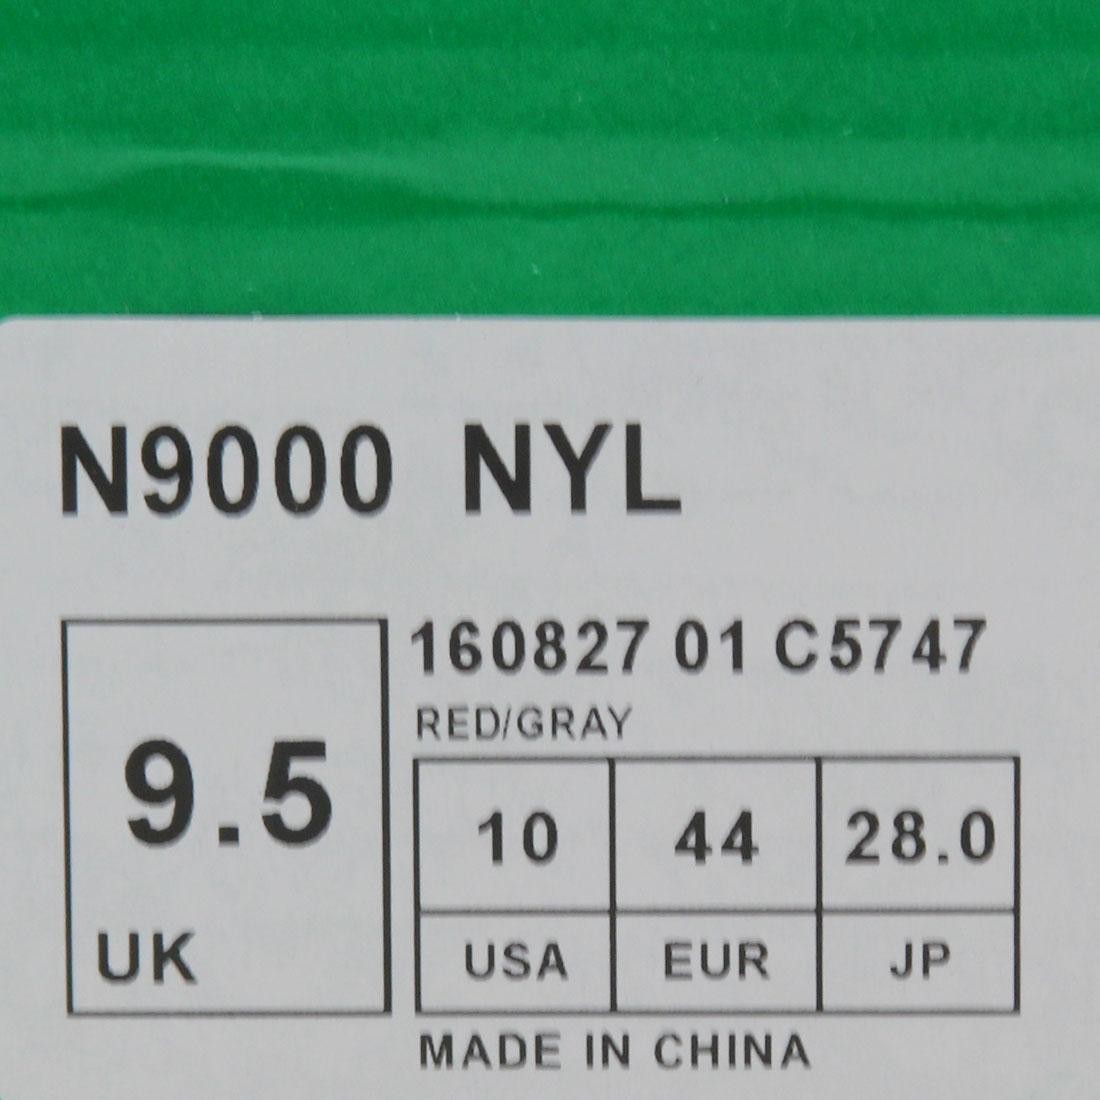 N9000 NYL
160827 01 C5747
RED/GRAY
9.5
UK
10 44 28.0
USA EUR JP
MADE IN CHINA